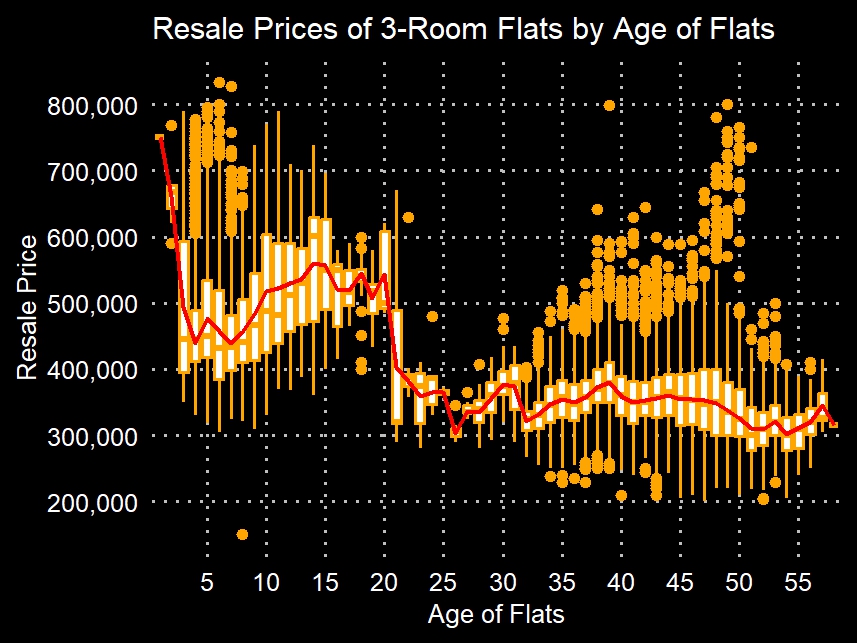 Resale Prices of 3-Room Flats by Age of Flats
Resale Price
800,000
700,000
600,000
500,000
400,000
300,000
200,000
5 10 15 20 25 30 35 40 45 50 55
Age of Flats